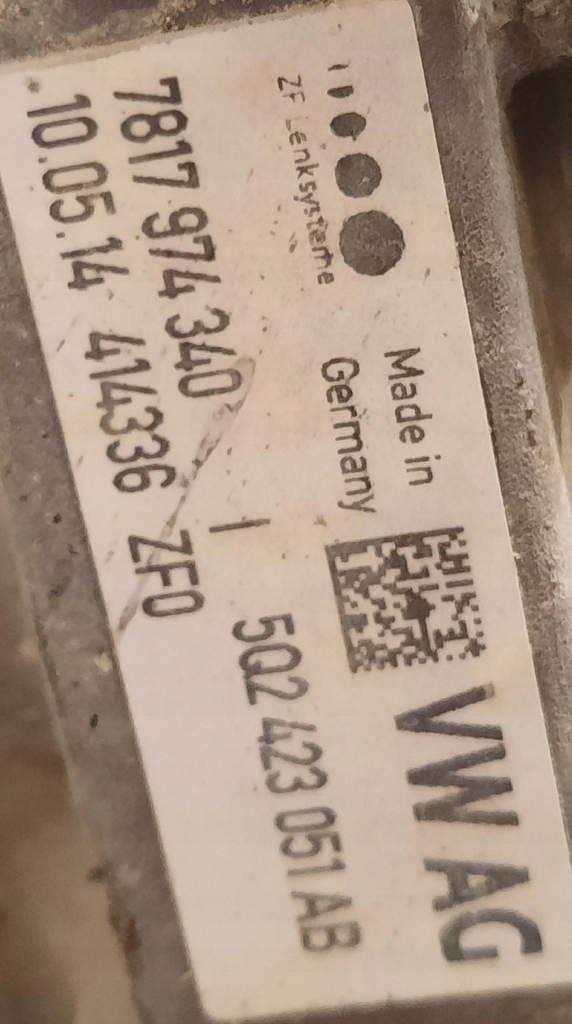 ZF Lenksysteme
Made in
Germany
VW AG
7817 974 340
I
5Q2 423 051 AB
10.05.14 414336 ZF0